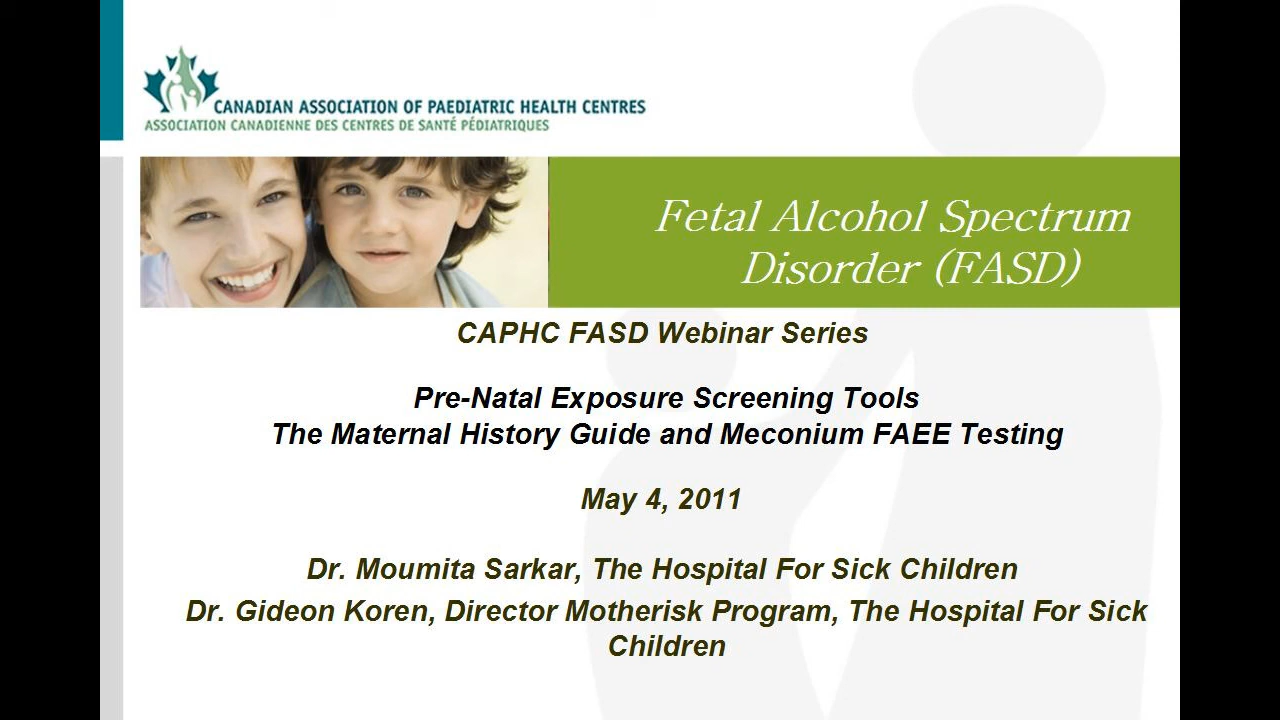 CANADIAN ASSOCIATION OF PAEDIATRIC HEALTH CENTRES
ASSOCIATION CANADIENNE DES CENTRES DE SANTÉ PÉDIATRIQUES
Fetal Alcohol Spectrum
Disorder (FASD)
CAPHC FASD Webinar Series
Pre-Natal Exposure Screening Tools
The Maternal History Guide and Meconium FAEE Testing
May 4, 2011
Dr. Moumita Sarkar, The Hospital For Sick Children
Dr. Gideon Koren, Director Motherisk Program, The Hospital For Sick
Children